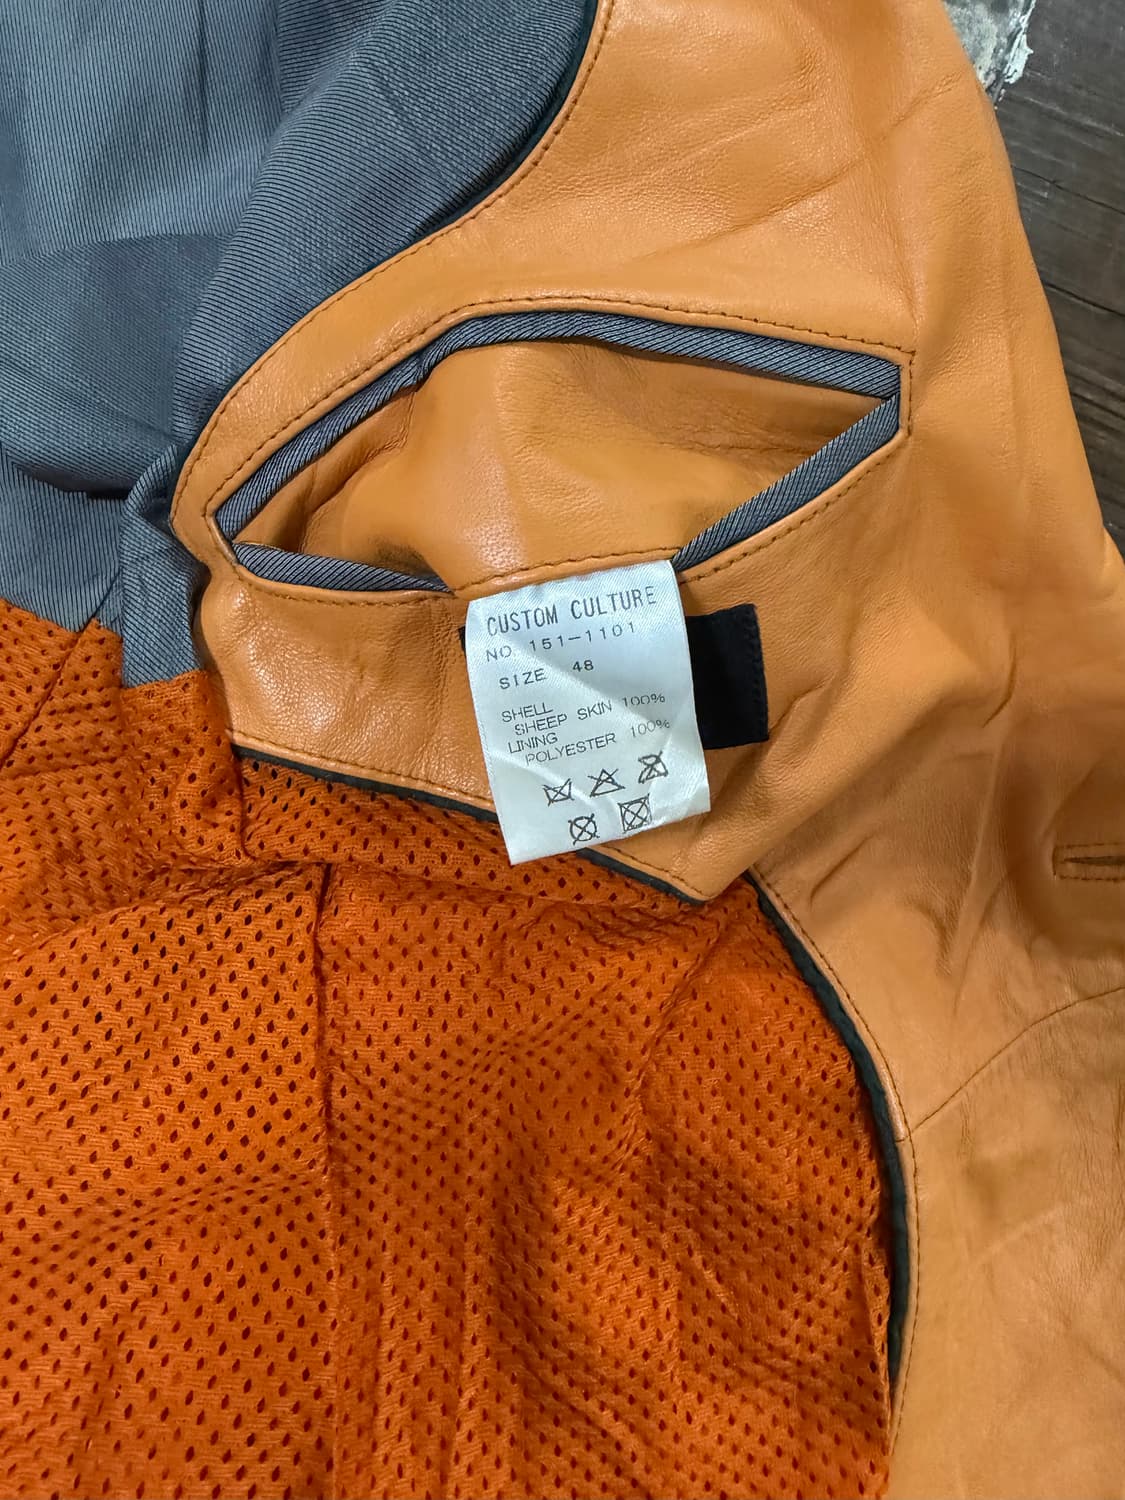 CUSTOM CULTURE
NO. 151-1101
SIZE 48
SHELL
SHEEP SKIN 100%
LINING
POLYESTER 100%